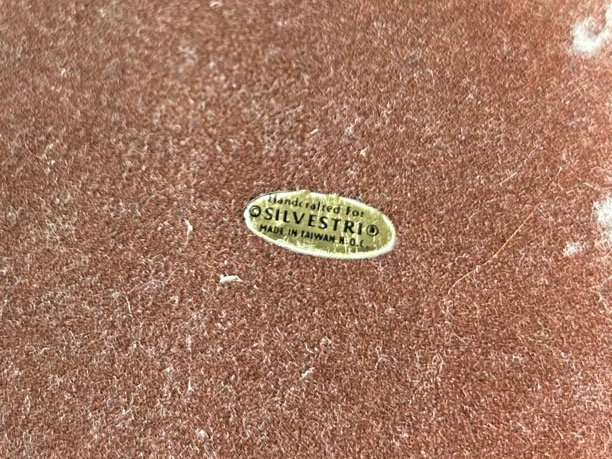 Handcrafted For
©SILVESTRI®
MADE IN TAIWAN R.O.C.